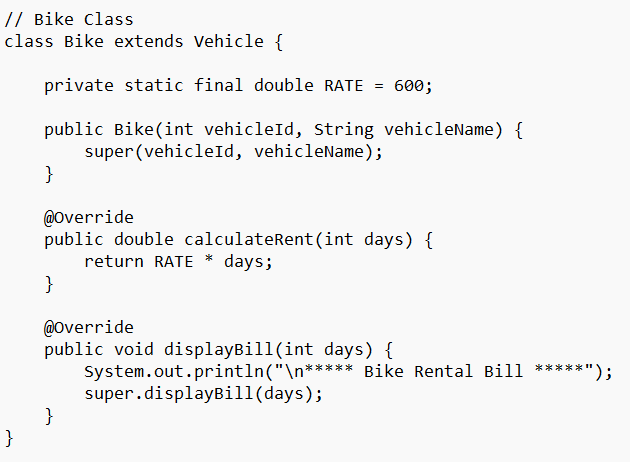 // Bike Class
class Bike extends Vehicle {
    private static final double RATE = 600;
    public Bike(int vehicleId, String vehicleName) {
        super(vehicleId, vehicleName);
    }
    @Override
    public double calculateRent(int days) {
        return RATE * days;
    }
    @Override
    public void displayBill(int days) {
        System.out.println("\n***** Bike Rental Bill *****");
        super.displayBill(days);
    }
}